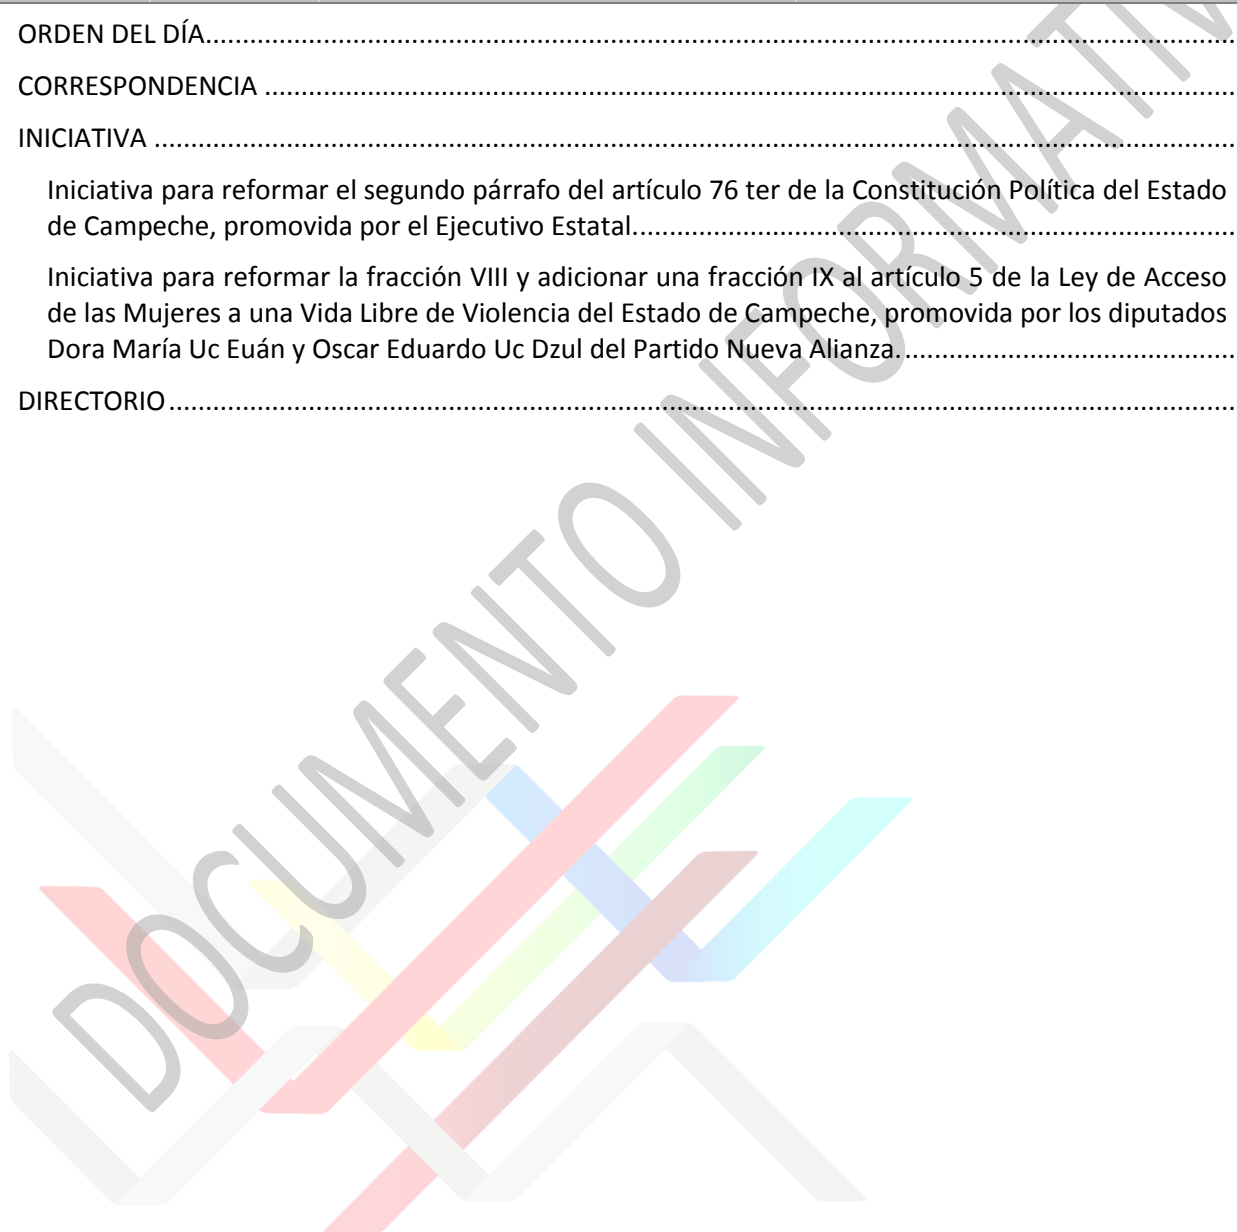 ORDEN DEL DÍA....................................................................................................................................
CORRESPONDENCIA ............................................................................................................................
INICIATIVA ..........................................................................................................................................
Iniciativa para reformar el segundo párrafo del artículo 76 ter de la Constitución Política del Estado
de Campeche, promovida por el Ejecutivo Estatal...............................................................................
Iniciativa para reformar la fracción VIII y adicionar una fracción IX al artículo 5 de la Ley de Acceso
de las Mujeres a una Vida Libre de Violencia del Estado de Campeche, promovida por los diputados
Dora María Uc Euán y Oscar Eduardo Uc Dzul del Partido Nueva Alianza..............................................
DIRECTORIO........................................................................................................................................
DOCUMENTO INFORMATIV